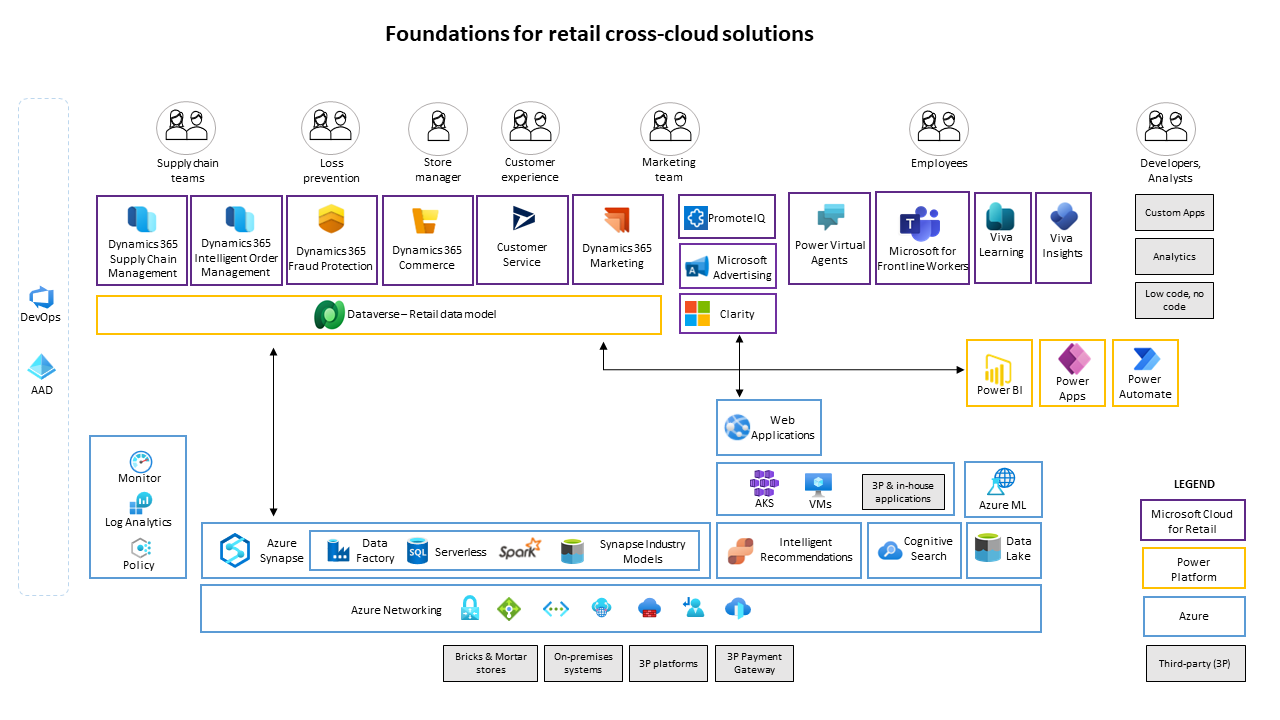 Foundations for retail cross-cloud solutions
Supply chain
teams
Loss
prevention
Store
manager
Customer
experience
Marketing
team
Employees
Developers,
Analysts
Dynamics 365
Supply Chain
Management
Dynamics 365
Intelligent Order
Management
Dynamics 365
Fraud Protection
Dynamics 365
Commerce
Customer
Service
Dynamics 365
Marketing
PromoteIQ
Microsoft
Advertising
Clarity
Power Virtual
Agents
Microsoft for
Frontline Workers
Viva
Learning
Viva
Insights
Custom Apps
Analytics
Low code, no
code
Dataverse – Retail data model
DevOps
AAD
Power BI
Power
Apps
Power
Automate
Web
Applications
Monitor
Log Analytics
Policy
AKS
VMs
3P & in-house
applications
Azure ML
Azure
Synapse
Data
Factory
SQL
Serverless
Spark
Synapse Industry
Models
Intelligent
Recommendations
Cognitive
Search
Data
Lake
Azure Networking
Bricks & Mortar
stores
On-premises
systems
3P platforms
3P Payment
Gateway
LEGEND
Microsoft Cloud
for Retail
Power
Platform
Azure
Third-party (3P)